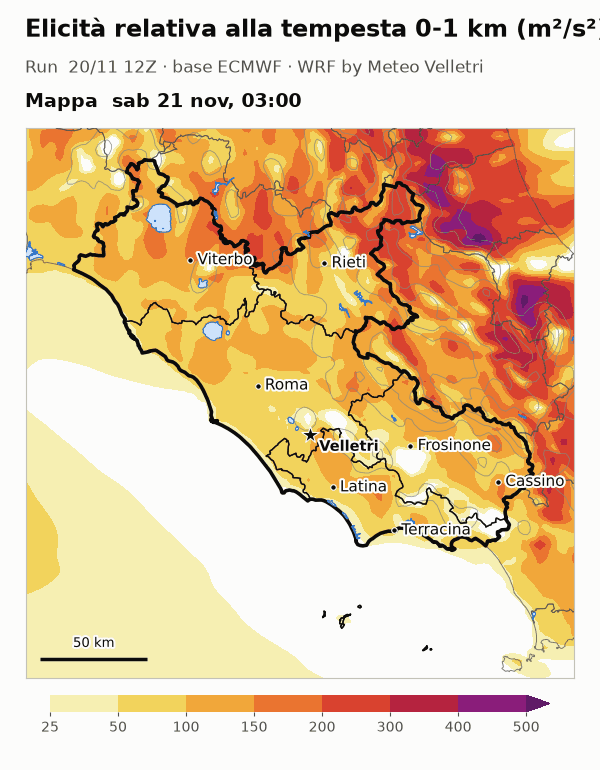 Elicità relativa alla tempesta 0-1 km (m²/s²)
Run  20/11 12Z · base ECMWF · WRF by Meteo Velletri
Mappa  sab 21 nov, 03:00
Viterbo
Rieti
Roma
Velletri
Frosinone
Cassino
Latina
Terracina
50 km
25 50 100 150 200 300 400 500